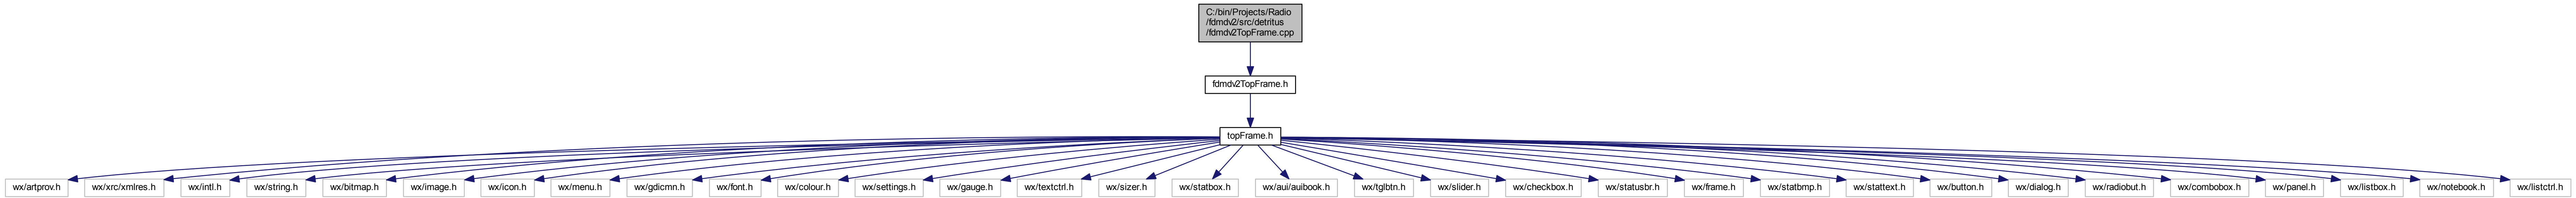 C:/bin/Projects/Radio
/fdmdv2/src/detritus
/fdmdv2TopFrame.cpp
fdmdv2TopFrame.h
topFrame.h
wx/artprov.h
wx/xrc/xmlres.h
wx/intl.h
wx/string.h
wx/bitmap.h
wx/image.h
wx/icon.h
wx/menu.h
wx/gdicmn.h
wx/font.h
wx/colour.h
wx/settings.h
wx/gauge.h
wx/textctrl.h
wx/sizer.h
wx/statbox.h
wx/aui/auibook.h
wx/tglbtn.h
wx/slider.h
wx/checkbox.h
wx/statusbr.h
wx/frame.h
wx/statbmp.h
wx/stattext.h
wx/button.h
wx/dialog.h
wx/radiobut.h
wx/combobox.h
wx/panel.h
wx/listbox.h
wx/notebook.h
wx/listctrl.h